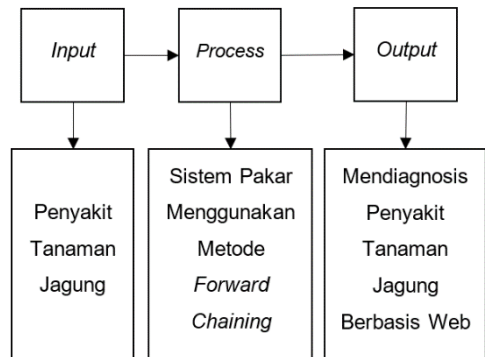 Input
Process
Output
Penyakit
Tanaman
Jagung
Sistem Pakar
Menggunakan
Metode
Forward
Chaining
Mendiagnosis
Penyakit
Tanaman
Jagung
Berbasis Web